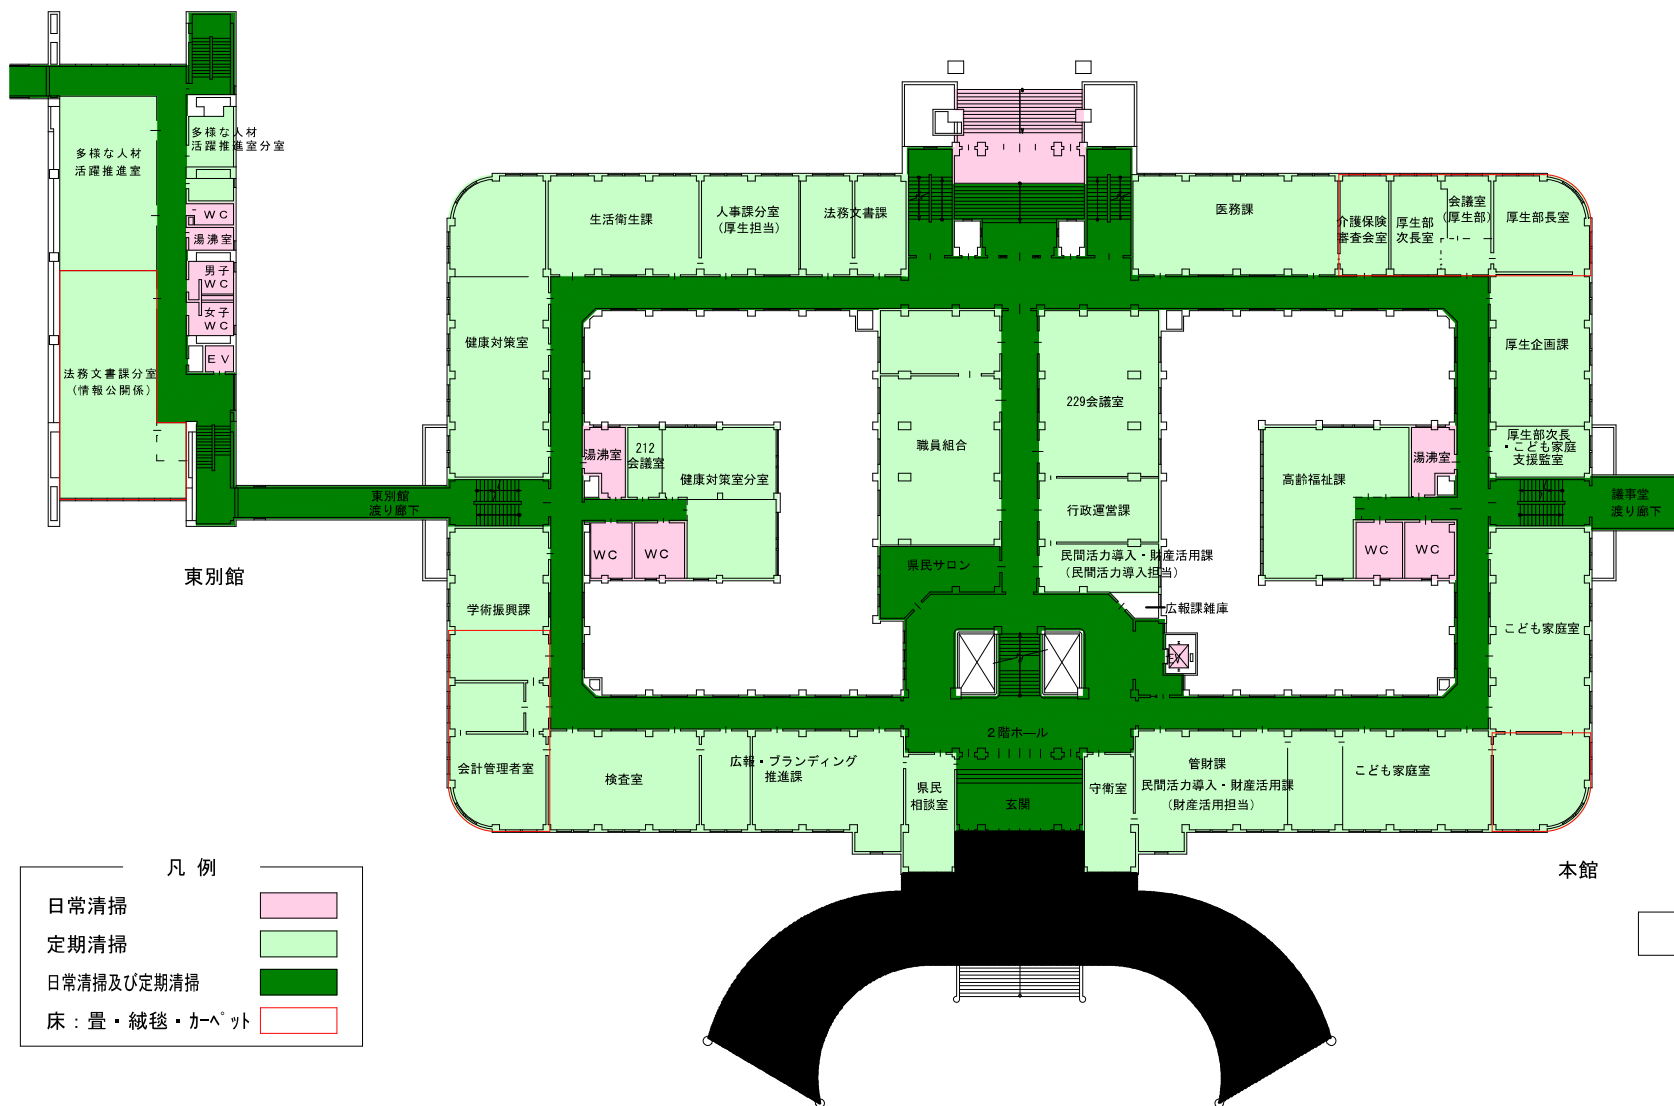 多様な人材
活躍推進室
多様な人材
活躍推進室分室
ＷＣ
湯沸室
男子
ＷＣ
女子
ＷＣ
ＥＶ
法務文書課分室
（情報公開係）
東別館
渡り廊下
東別館
生活衛生課
人事課分室
（厚生担当）
法務文書課
医務課
介護保険
審査会室
厚生部
次長室
会議室
（厚生部）
厚生部長室
健康対策室
湯沸室
212
会議室
健康対策室分室
ＷＣ
ＷＣ
職員組合
229会議室
行政運営課
民間活力導入・財産活用課
（民間活力導入担当）
県民サロン
広報課雑庫
EV
高齢福祉課
湯沸室
ＷＣ
ＷＣ
厚生企画課
厚生部次長
・こども家庭
支援監室
議事堂
渡り廊下
こども家庭室
学術振興課
会計管理者室
検査室
広報・ブランディング
推進課
県民
相談室
２階ホール
玄関
守衛室
管財課
民間活力導入・財産活用課
（財産活用担当）
こども家庭室
本館
凡 例
日常清掃
定期清掃
日常清掃及び定期清掃
床：畳・絨毯・カーペット